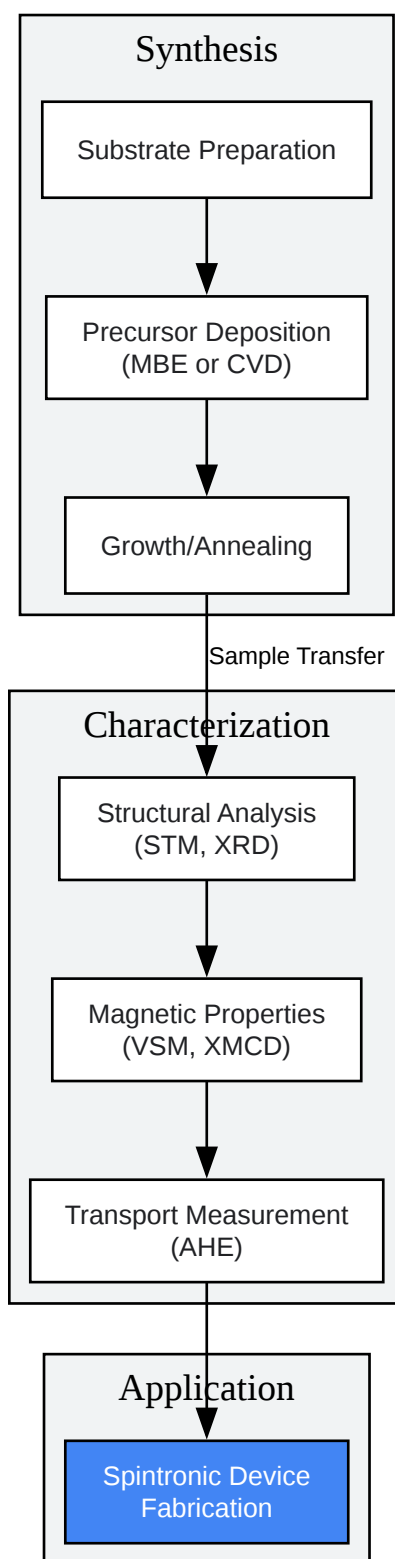 Synthesis
Substrate Preparation
Precursor Deposition
(MBE or CVD)
Growth/Annealing
Sample Transfer
Characterization
Structural Analysis
(STM, XRD)
Magnetic Properties
(VSM, XMCD)
Transport Measurement
(AHE)
Application
Spintronic Device
Fabrication